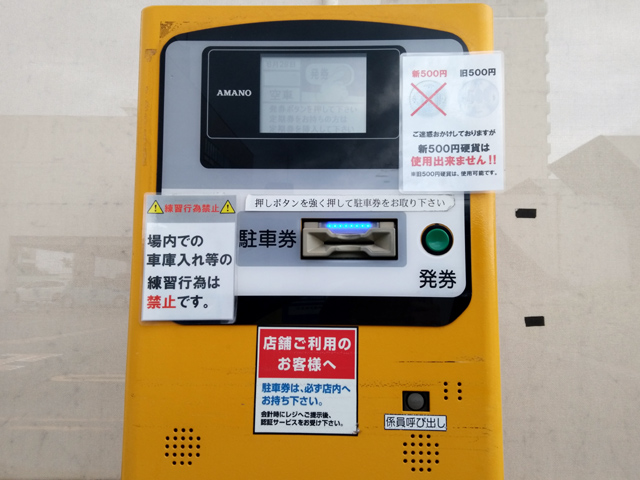 AMANO
新500円 旧500円
ご迷惑おかけしておりますが
新500円硬貨は
使用出来ません!!
※旧500円硬貨は、使用可能です。
押しボタンを強く押して駐車券をお取り下さい
練習行為禁止
場内での
車庫入れ等の
練習行為は
禁止です。
駐車券
発券
店舗ご利用の
お客様へ
駐車券は、必ず店内へ
お持ち下さい。
会計時にレジへご提示後、
認証サービスをお受け下さい。
係員呼び出し